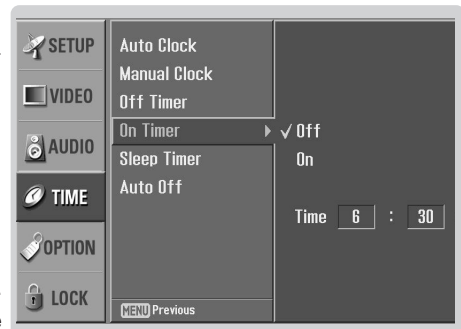 SETUP
VIDEO
AUDIO
TIME
OPTION
LOCK
Auto Clock
Manual Clock
Off Timer
On Timer
Sleep Timer
Auto Off
MENU Previous
✓ Off
On
Time 6 : 30